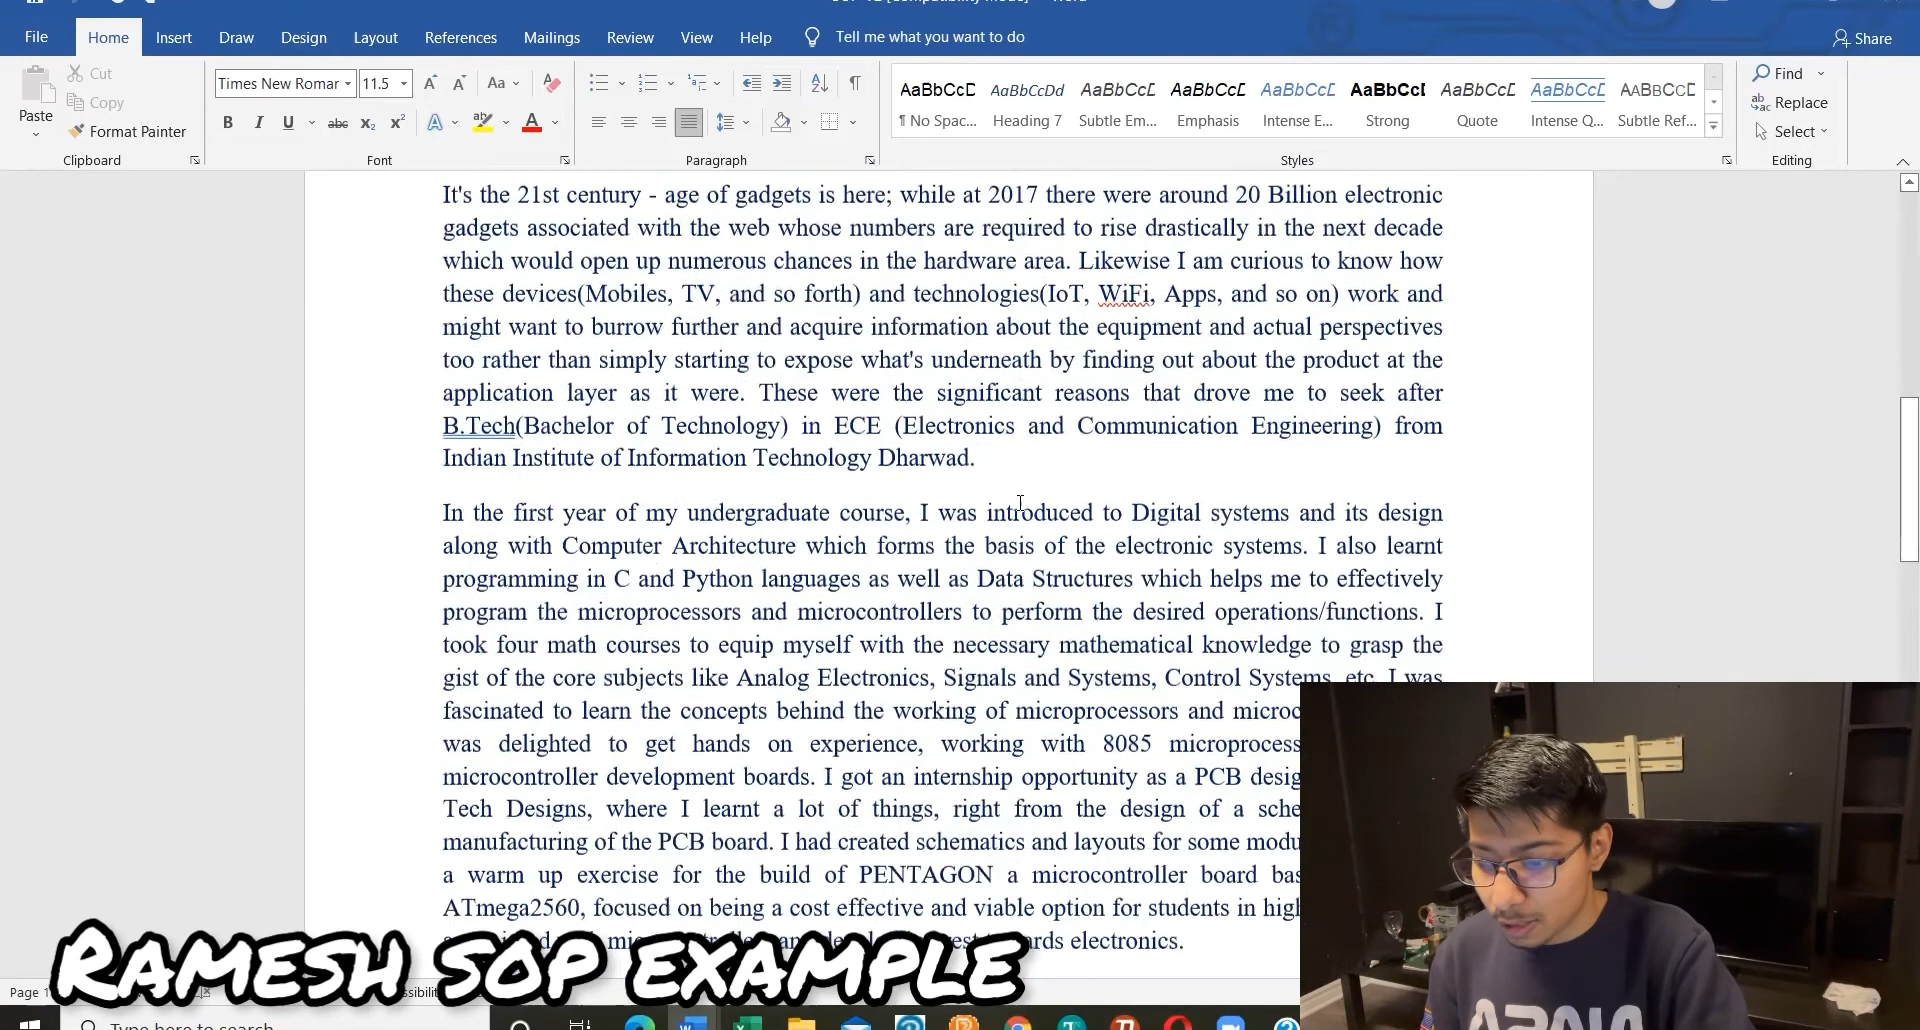 File Home Insert Draw Design Layout References Mailings Review View Help Tell me what you want to do Share
Paste Cut Copy Format Painter
Times New Romar 11.5 Aa
B I U abc x₂ x² A A
AaBbCcD AaBbCcDd AaBbCcL AaBbCcL AaBbCcL AaBbCcI AaBbCcL AaBbCcL AABBCCD
¶ No Spac... Heading 7 Subtle Em... Emphasis Intense E... Strong Quote Intense Q... Subtle Ref...
Find
Replace
Select
Clipboard Font Paragraph Styles Editing
It's the 21st century - age of gadgets is here; while at 2017 there were around 20 Billion electronic
gadgets associated with the web whose numbers are required to rise drastically in the next decade
which would open up numerous chances in the hardware area. Likewise I am curious to know how
these devices(Mobiles, TV, and so forth) and technologies(IoT, WiFi, Apps, and so on) work and
might want to burrow further and acquire information about the equipment and actual perspectives
too rather than simply starting to expose what's underneath by finding out about the product at the
application layer as it were. These were the significant reasons that drove me to seek after
B.Tech(Bachelor of Technology) in ECE (Electronics and Communication Engineering) from
Indian Institute of Information Technology Dharwad.
In the first year of my undergraduate course, I was introduced to Digital systems and its design
along with Computer Architecture which forms the basis of the electronic systems. I also learnt
programming in C and Python languages as well as Data Structures which helps me to effectively
program the microprocessors and microcontrollers to perform the desired operations/functions. I
took four math courses to equip myself with the necessary mathematical knowledge to grasp the
gist of the core subjects like Analog Electronics, Signals and Systems, Control Systems, etc. I was
fascinated to learn the concepts behind the working of microprocessors and
was delighted to get hands on experience, working with 8085
microcontroller development boards. I got an internship opportunity as a PCB
Tech Designs, where I learnt a lot of things, right from the design of a
manufacturing of the PCB board. I had created schematics and layouts for some
a warm up exercise for the build of PENTAGON a microcontroller board
ATmega2560, focused on being a cost effective and viable option for students in
electronics.
RAMESH SOP EXAMPLE
Page 1
Type here to search